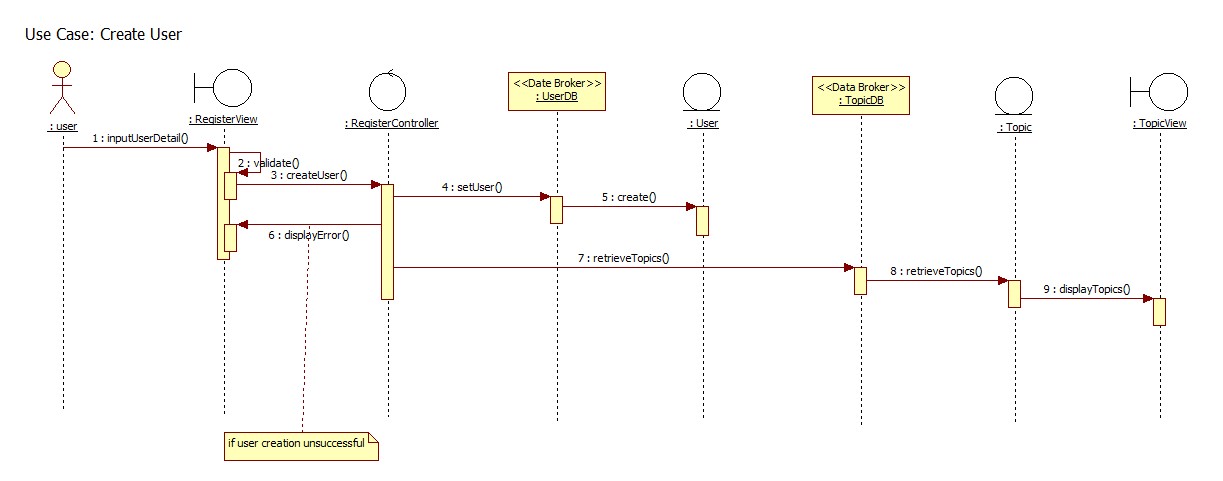 Use Case: Create User
: user
: RegisterView
: RegisterController
<<Date Broker>>
: UserDB
: User
<<Data Broker>>
: TopicDB
: Topic
: TopicView
1 : inputUserDetail()
2 : validate()
3 : createUser()
4 : setUser()
5 : create()
6 : displayError()
7 : retrieveTopics()
8 : retrieveTopics()
9 : displayTopics()
if user creation unsuccessful